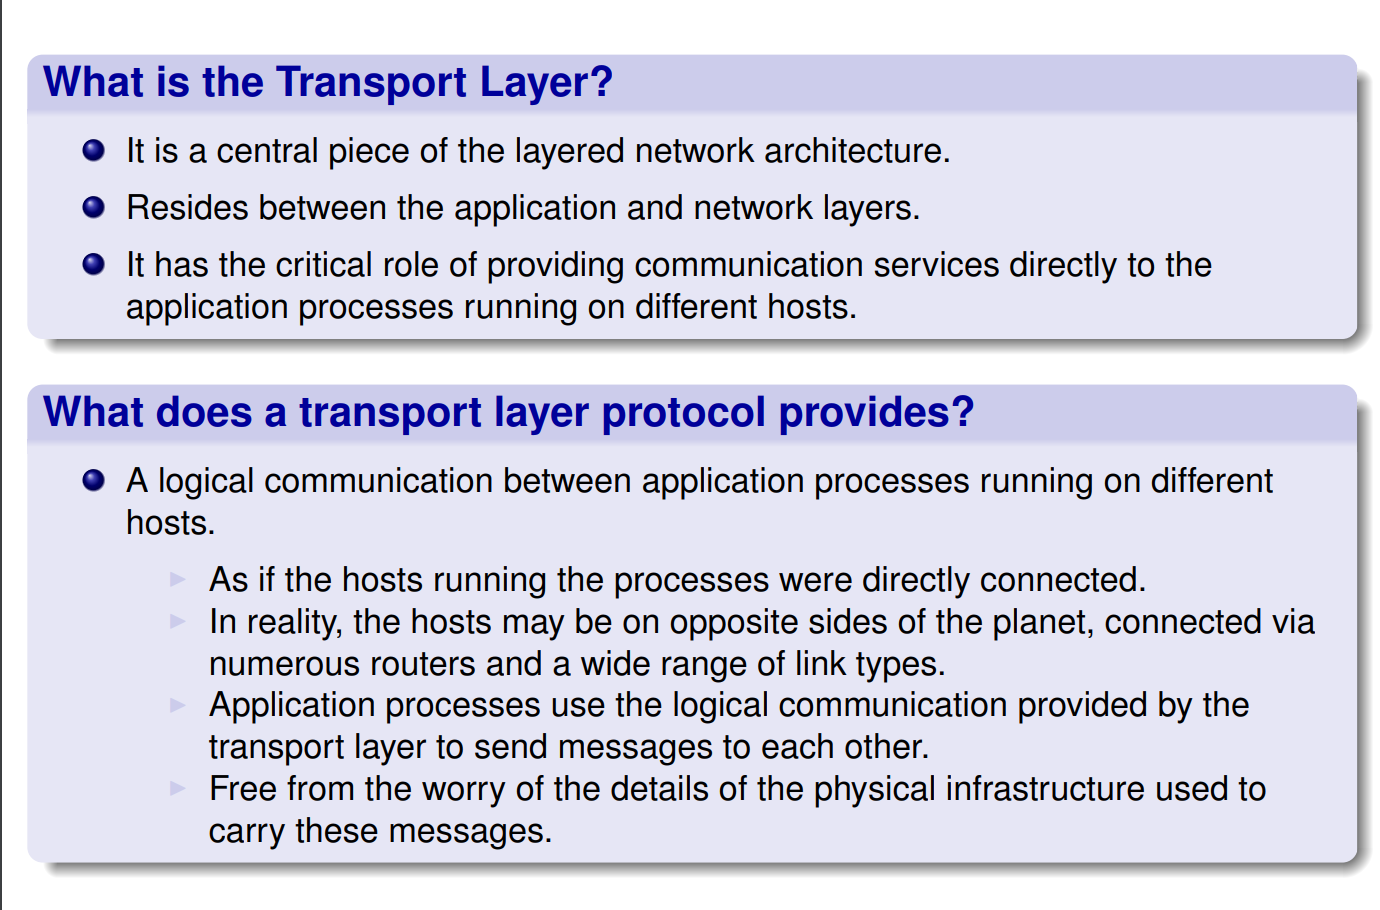 What is the Transport Layer?
It is a central piece of the layered network architecture.
Resides between the application and network layers.
It has the critical role of providing communication services directly to the
application processes running on different hosts.
What does a transport layer protocol provides?
A logical communication between application processes running on different
hosts.
As if the hosts running the processes were directly connected.
In reality, the hosts may be on opposite sides of the planet, connected via
numerous routers and a wide range of link types.
Application processes use the logical communication provided by the
transport layer to send messages to each other.
Free from the worry of the details of the physical infrastructure used to
carry these messages.